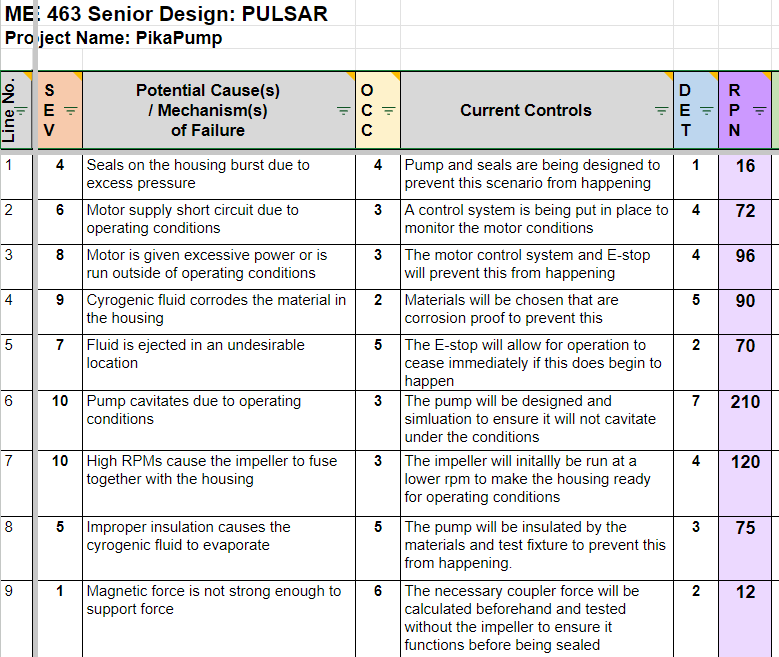 ME 463 Senior Design: PULSAR
Project Name: PikaPump
Line No.
S
E
V
Potential Cause(s)
/ Mechanism(s)
of Failure
O
C
C
Current Controls
D
E
T
R
P
N
1 4 Seals on the housing burst due to 4 Pump and seals are being designed to 1 16
excess pressure prevent this scenario from happening
2 6 Motor supply short circuit due to 3 A control system is being put in place to 4 72
operating conditions monitor the motor conditions
3 8 Motor is given excessive power or is 3 The motor control system and E-stop 4 96
run outside of operating conditions will prevent this from happening
4 9 Cyrogenic fluid corrodes the material in 2 Materials will be chosen that are 5 90
the housing corrosion proof to prevent this
5 7 Fluid is ejected in an undesirable 5 The E-stop will allow for operation to 2 70
location cease immediately if this does begin to
happen
6 10 Pump cavitates due to operating 3 The pump will be designed and 7 210
conditions simluation to ensure it will not cavitate
under the conditions
7 10 High RPMs cause the impeller to fuse 3 The impeller will initally be run at a 4 120
together with the housing lower rpm to make the housing ready
for operating conditions
8 5 Improper insulation causes the 5 The pump will be insulated by the 3 75
cyrogenic fluid to evaporate materials and test fixture to prevent this
from happening.
9 1 Magnetic force is not strong enough to 6 The necessary coupler force will be 2 12
support force calculated beforehand and tested
without the impeller to ensure it
functions before being sealed